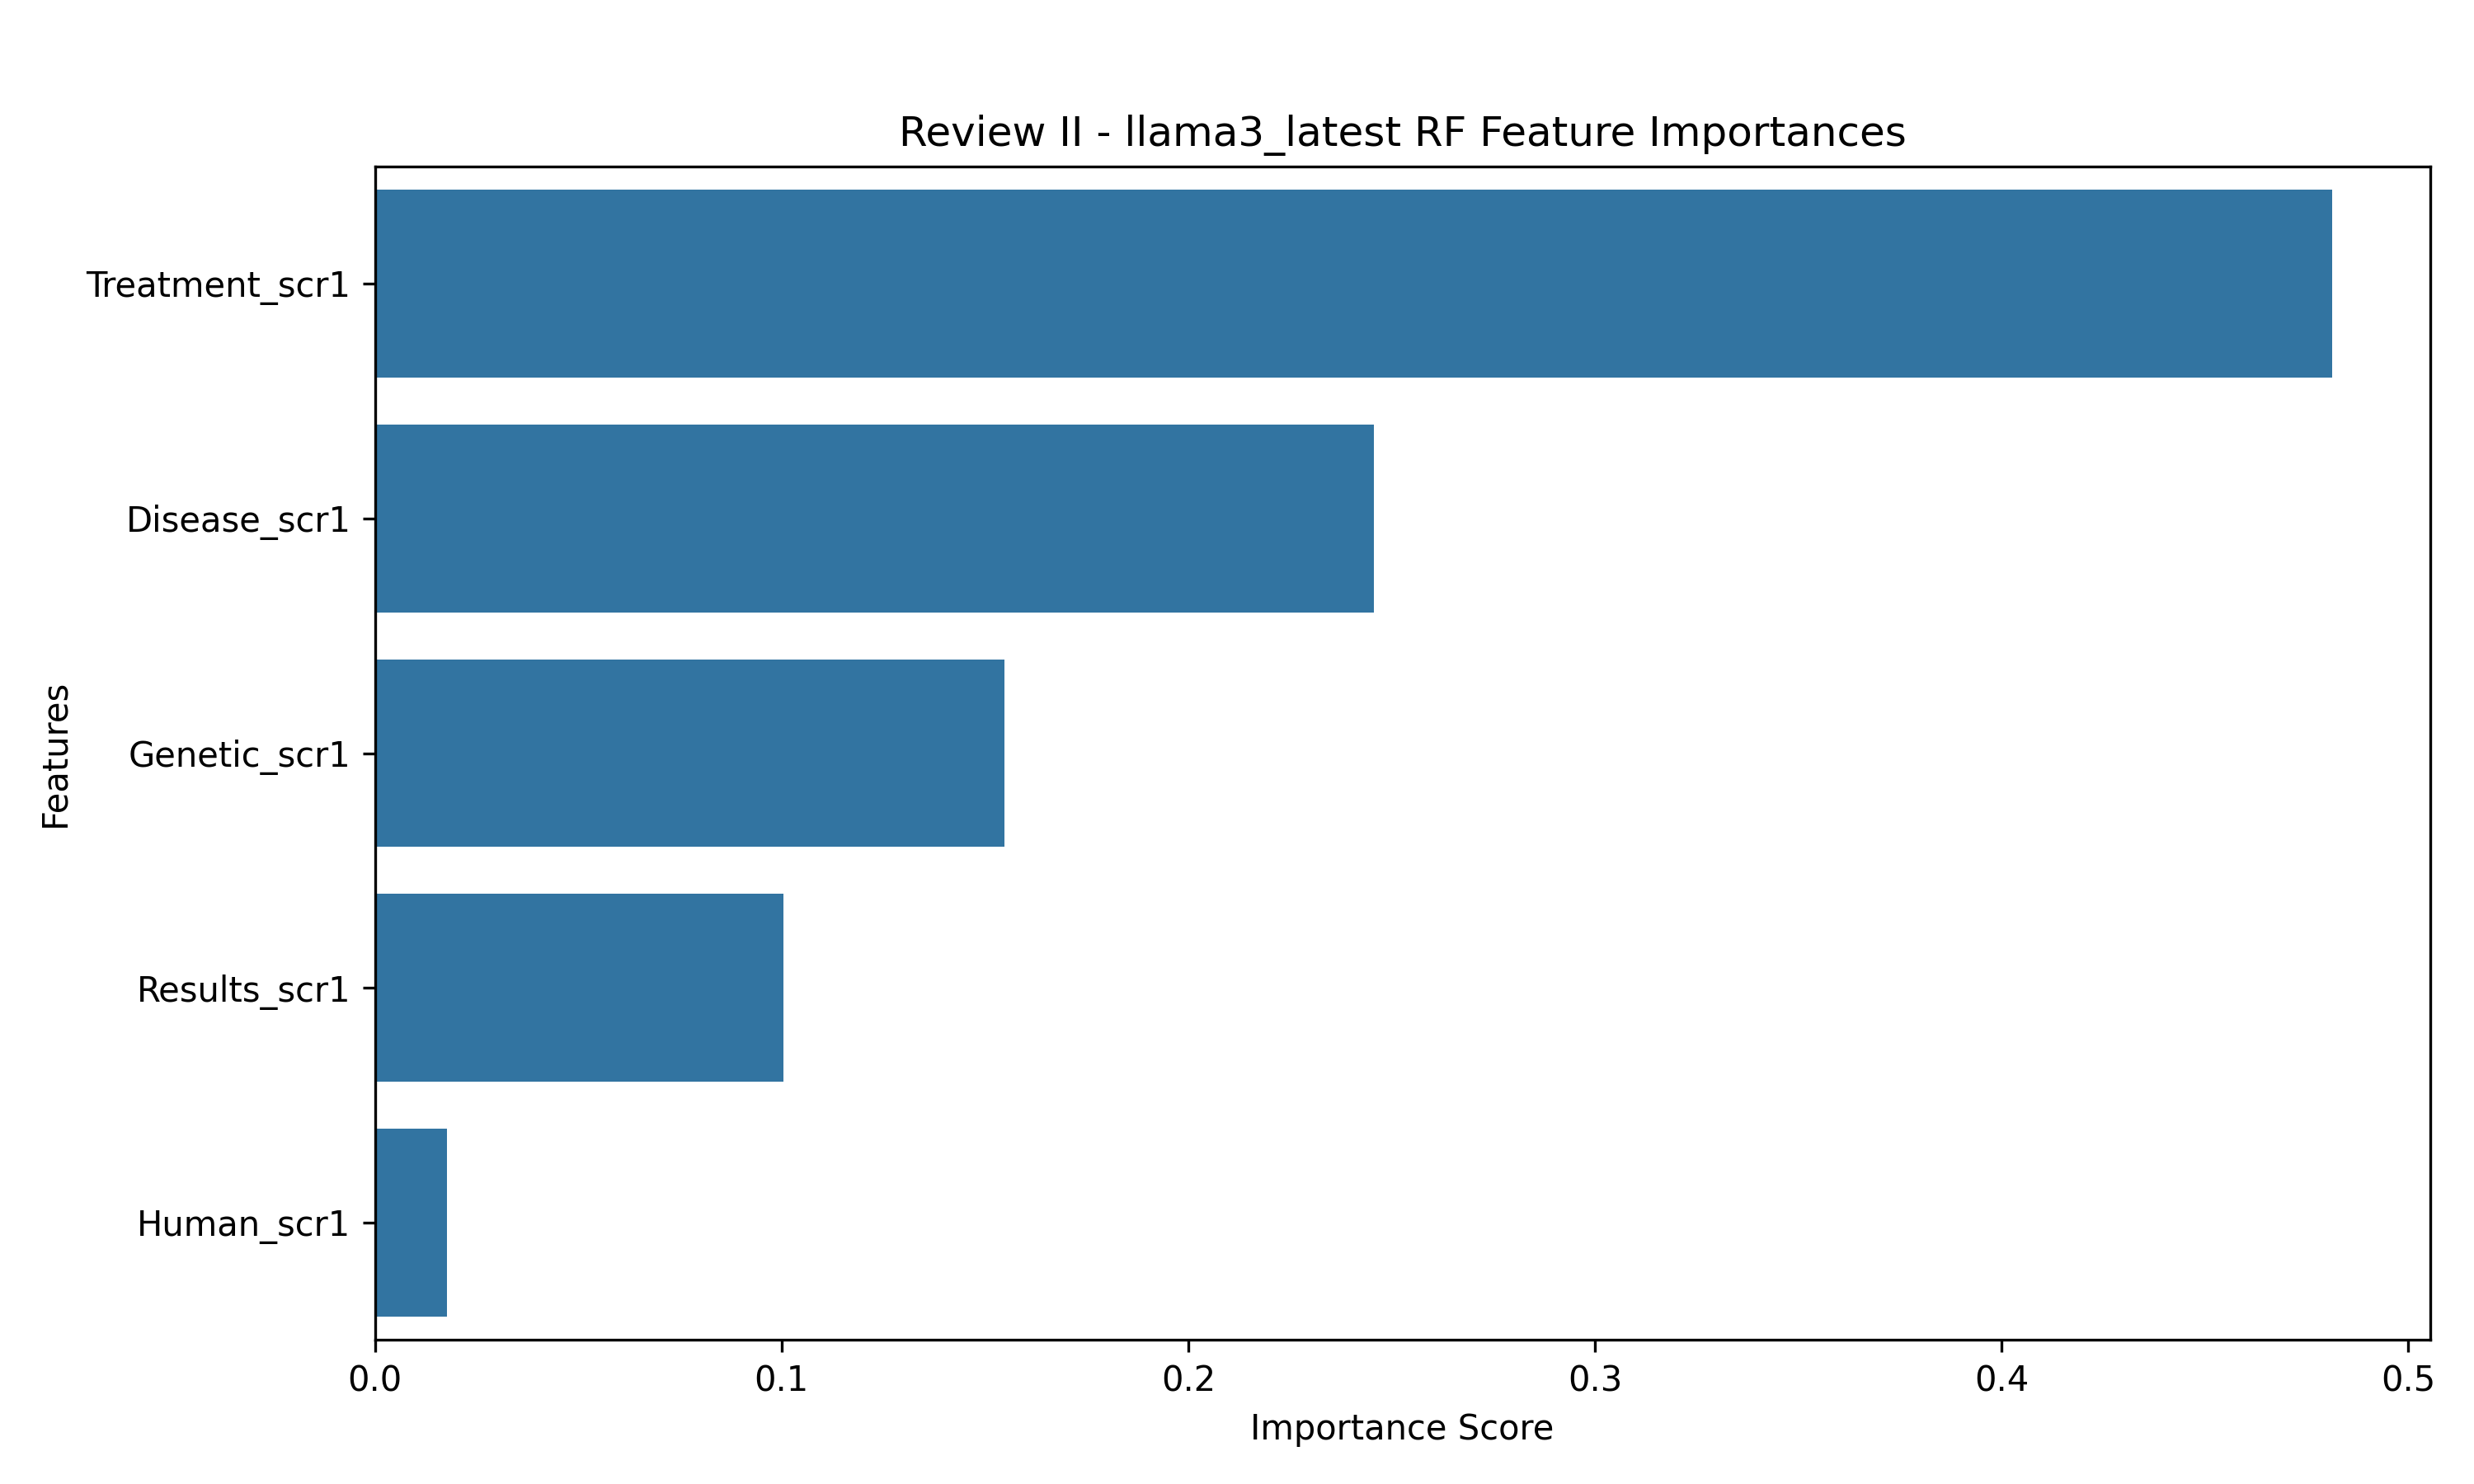 Review II - llama3_latest RF Feature Importances
Features
Treatment_scr1
Disease_scr1
Genetic_scr1
Results_scr1
Human_scr1
0.0 0.1 0.2 0.3 0.4 0.5
Importance Score